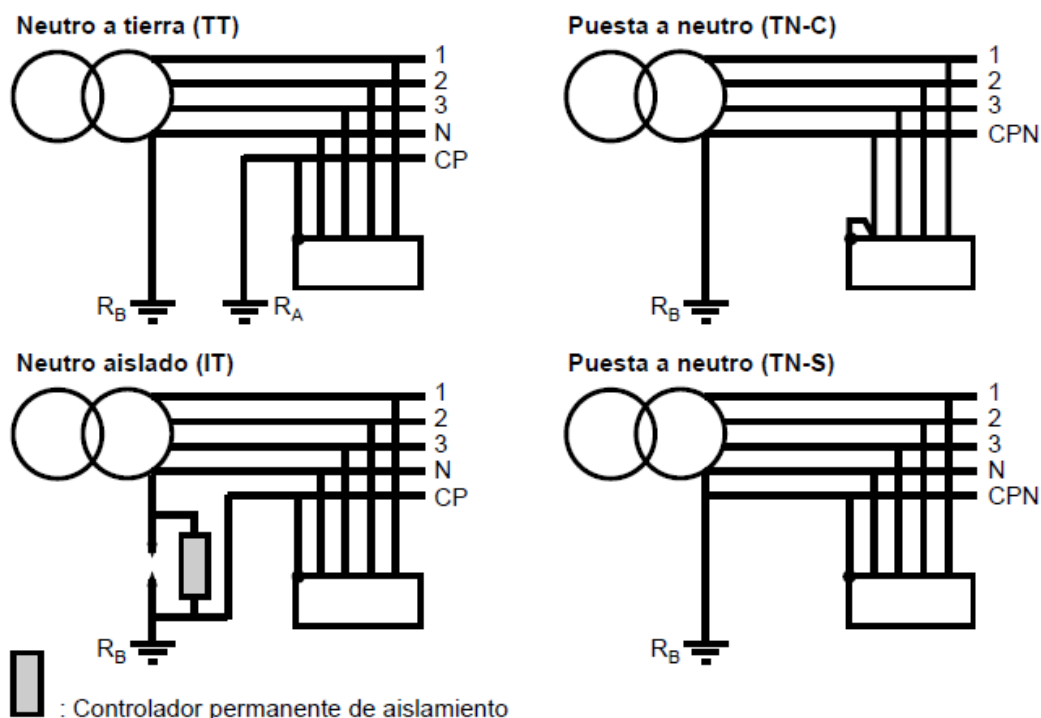 Neutro a tierra (TT)
1
2
3
N
CP
R_B
R_A
Puesta a neutro (TN-C)
1
2
3
CPN
R_B
Neutro aislado (IT)
1
2
3
N
CP
R_B
Puesta a neutro (TN-S)
1
2
3
N
CPN
R_B
: Controlador permanente de aislamiento